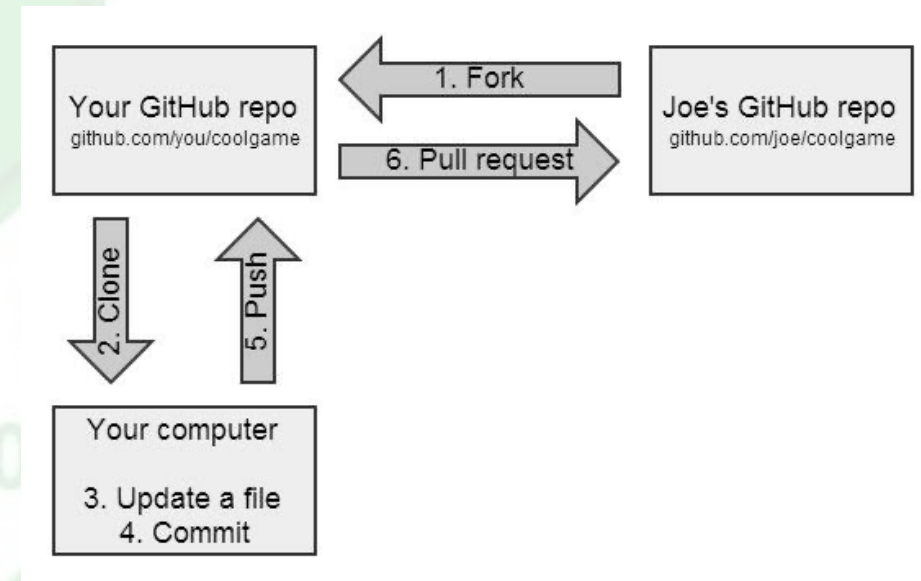 Your GitHub repo
github.com/you/coolgame
1. Fork
6. Pull request
Joe's GitHub repo
github.com/joe/coolgame
2. Clone
5. Push
Your computer
3. Update a file
4. Commit